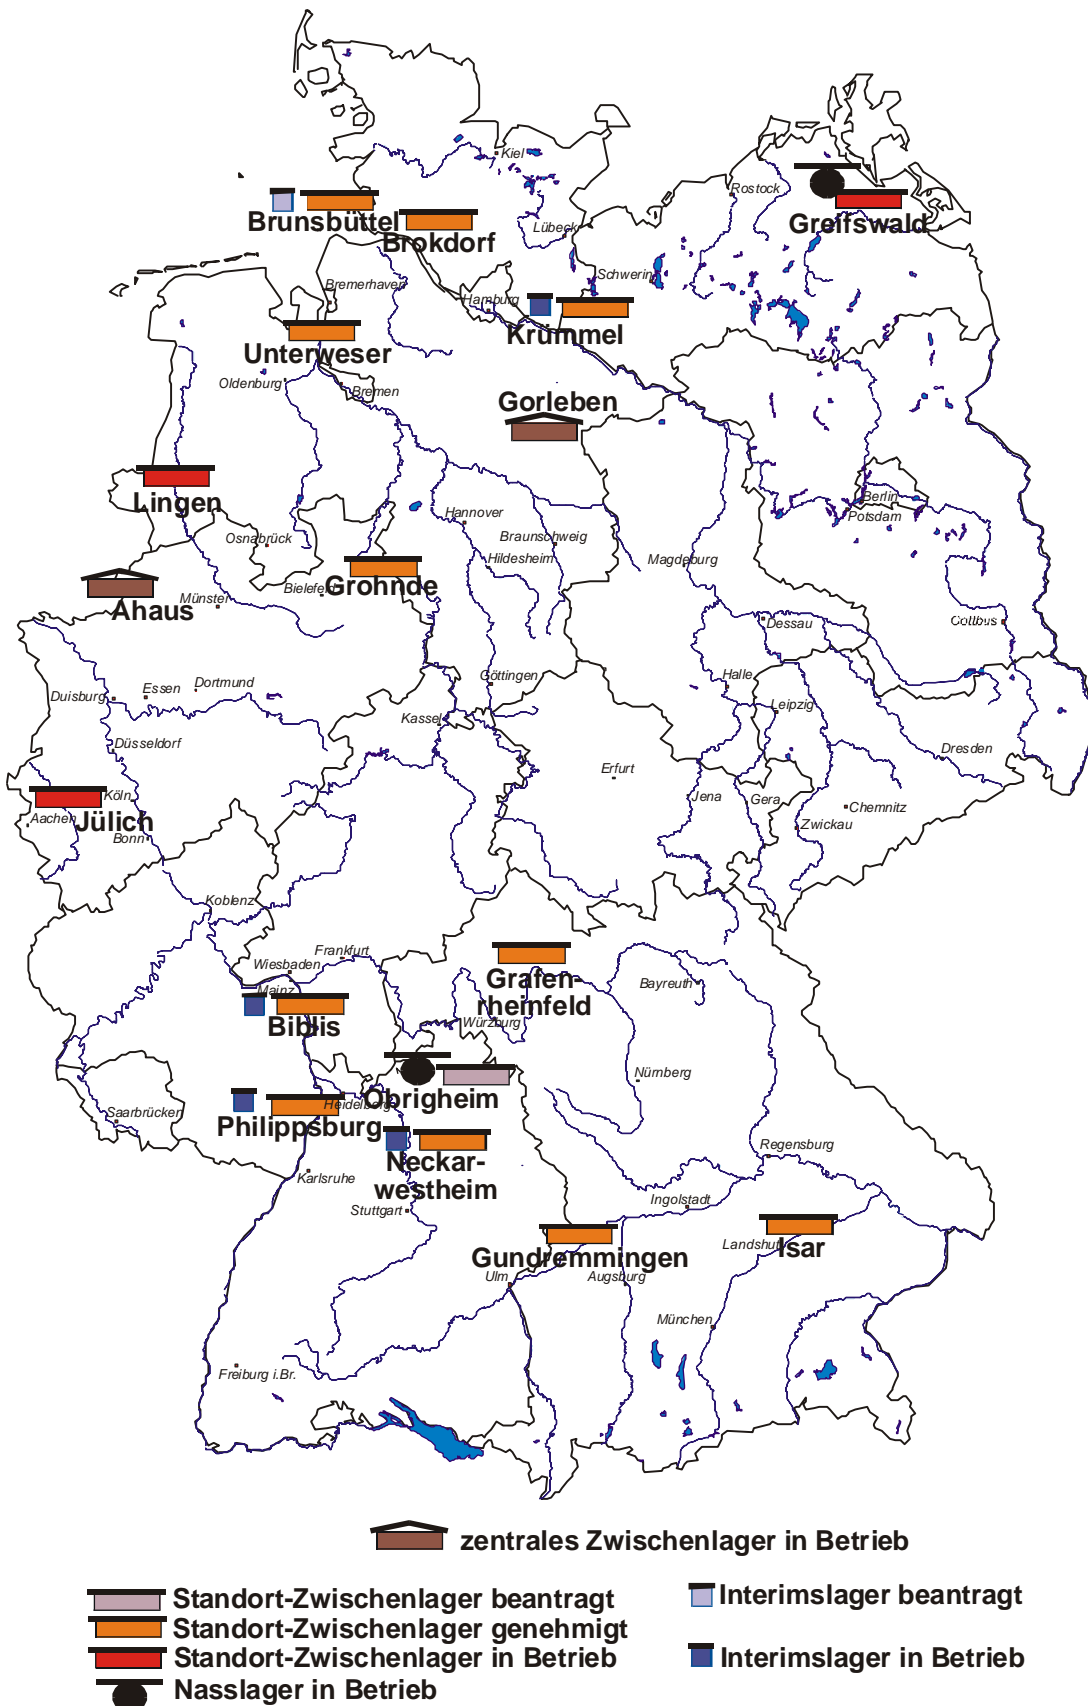 Kiel
Rostock
Brunsbüttel
Brokdorf
Greifswald
Lübeck
Schwerin
Bremerhaven
Hamburg
Krümmel
Unterweser
Oldenburg
Bremen
Gorleben
Lingen
Berlin
Potsdam
Hannover
Osnabrück
Braunschweig
Hildesheim
Magdeburg
Bielefeld
Grohnde
Ahaus
Münster
Dessau
Cottbus
Göttingen
Halle
Duisburg
Essen
Dortmund
Leipzig
Kassel
Düsseldorf
Dresden
Erfurt
Köln
Jena
Gera
Chemnitz
Aachen
Jülich
Zwickau
Bonn
Koblenz
Frankfurt
Wiesbaden
Grafen-
rheinfeld
Bayreuth
Mainz
Biblis
Würzburg
Nürnberg
Obrigheim
Heidelberg
Saarbrücken
Philippsburg
Regensburg
Neckar-
westheim
Karlsruhe
Stuttgart
Ingolstadt
Landshut
Isar
Gundremmingen
Ulm
Augsburg
München
Freiburg i.Br.
zentrales Zwischenlager in Betrieb
Standort-Zwischenlager beantragt
Interimslager beantragt
Standort-Zwischenlager genehmigt
Standort-Zwischenlager in Betrieb
Interimslager in Betrieb
Nasslager in Betrieb